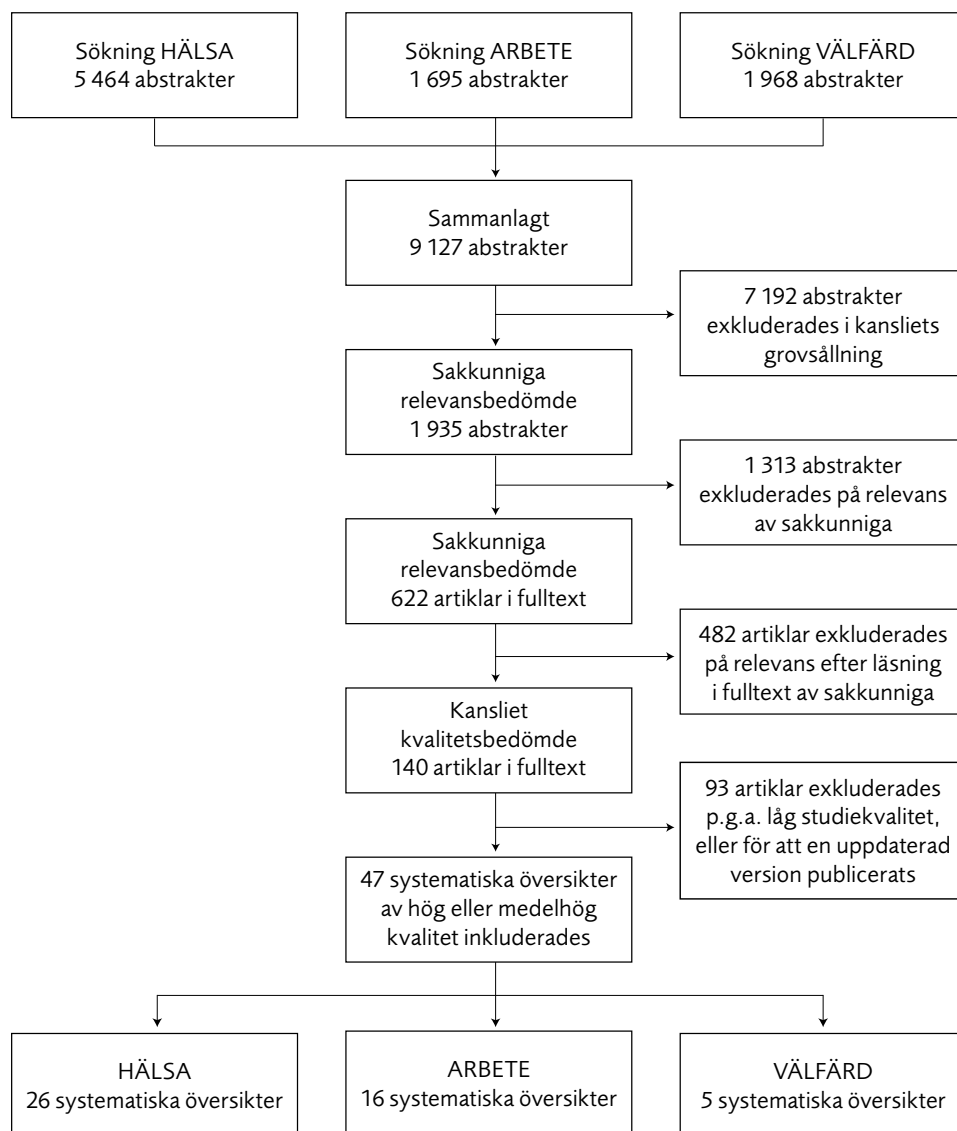 Sökning HÄLSA
5 464 abstrakter
Sökning ARBETE
1 695 abstrakter
Sökning VÄLFÄRD
1 968 abstrakter
Sammanlagt
9 127 abstrakter
7 192 abstrakter
exkluderades i kansliets
grovsållning
Sakkunniga
relevansbedömde
1 935 abstrakter
1 313 abstrakter
exkluderades på relevans
av sakkunniga
Sakkunniga
relevansbedömde
622 artiklar i fulltext
482 artiklar exkluderades
på relevans efter läsning
i fulltext av sakkunniga
Kansliet
kvalitetsbedömde
140 artiklar i fulltext
93 artiklar exkluderades
p.g.a. låg studiekvalitet,
eller för att en uppdaterad
version publicerats
47 systematiska översikter
av hög eller medelhög
kvalitet inkluderades
HÄLSA
26 systematiska översikter
ARBETE
16 systematiska översikter
VÄLFÄRD
5 systematiska översikter